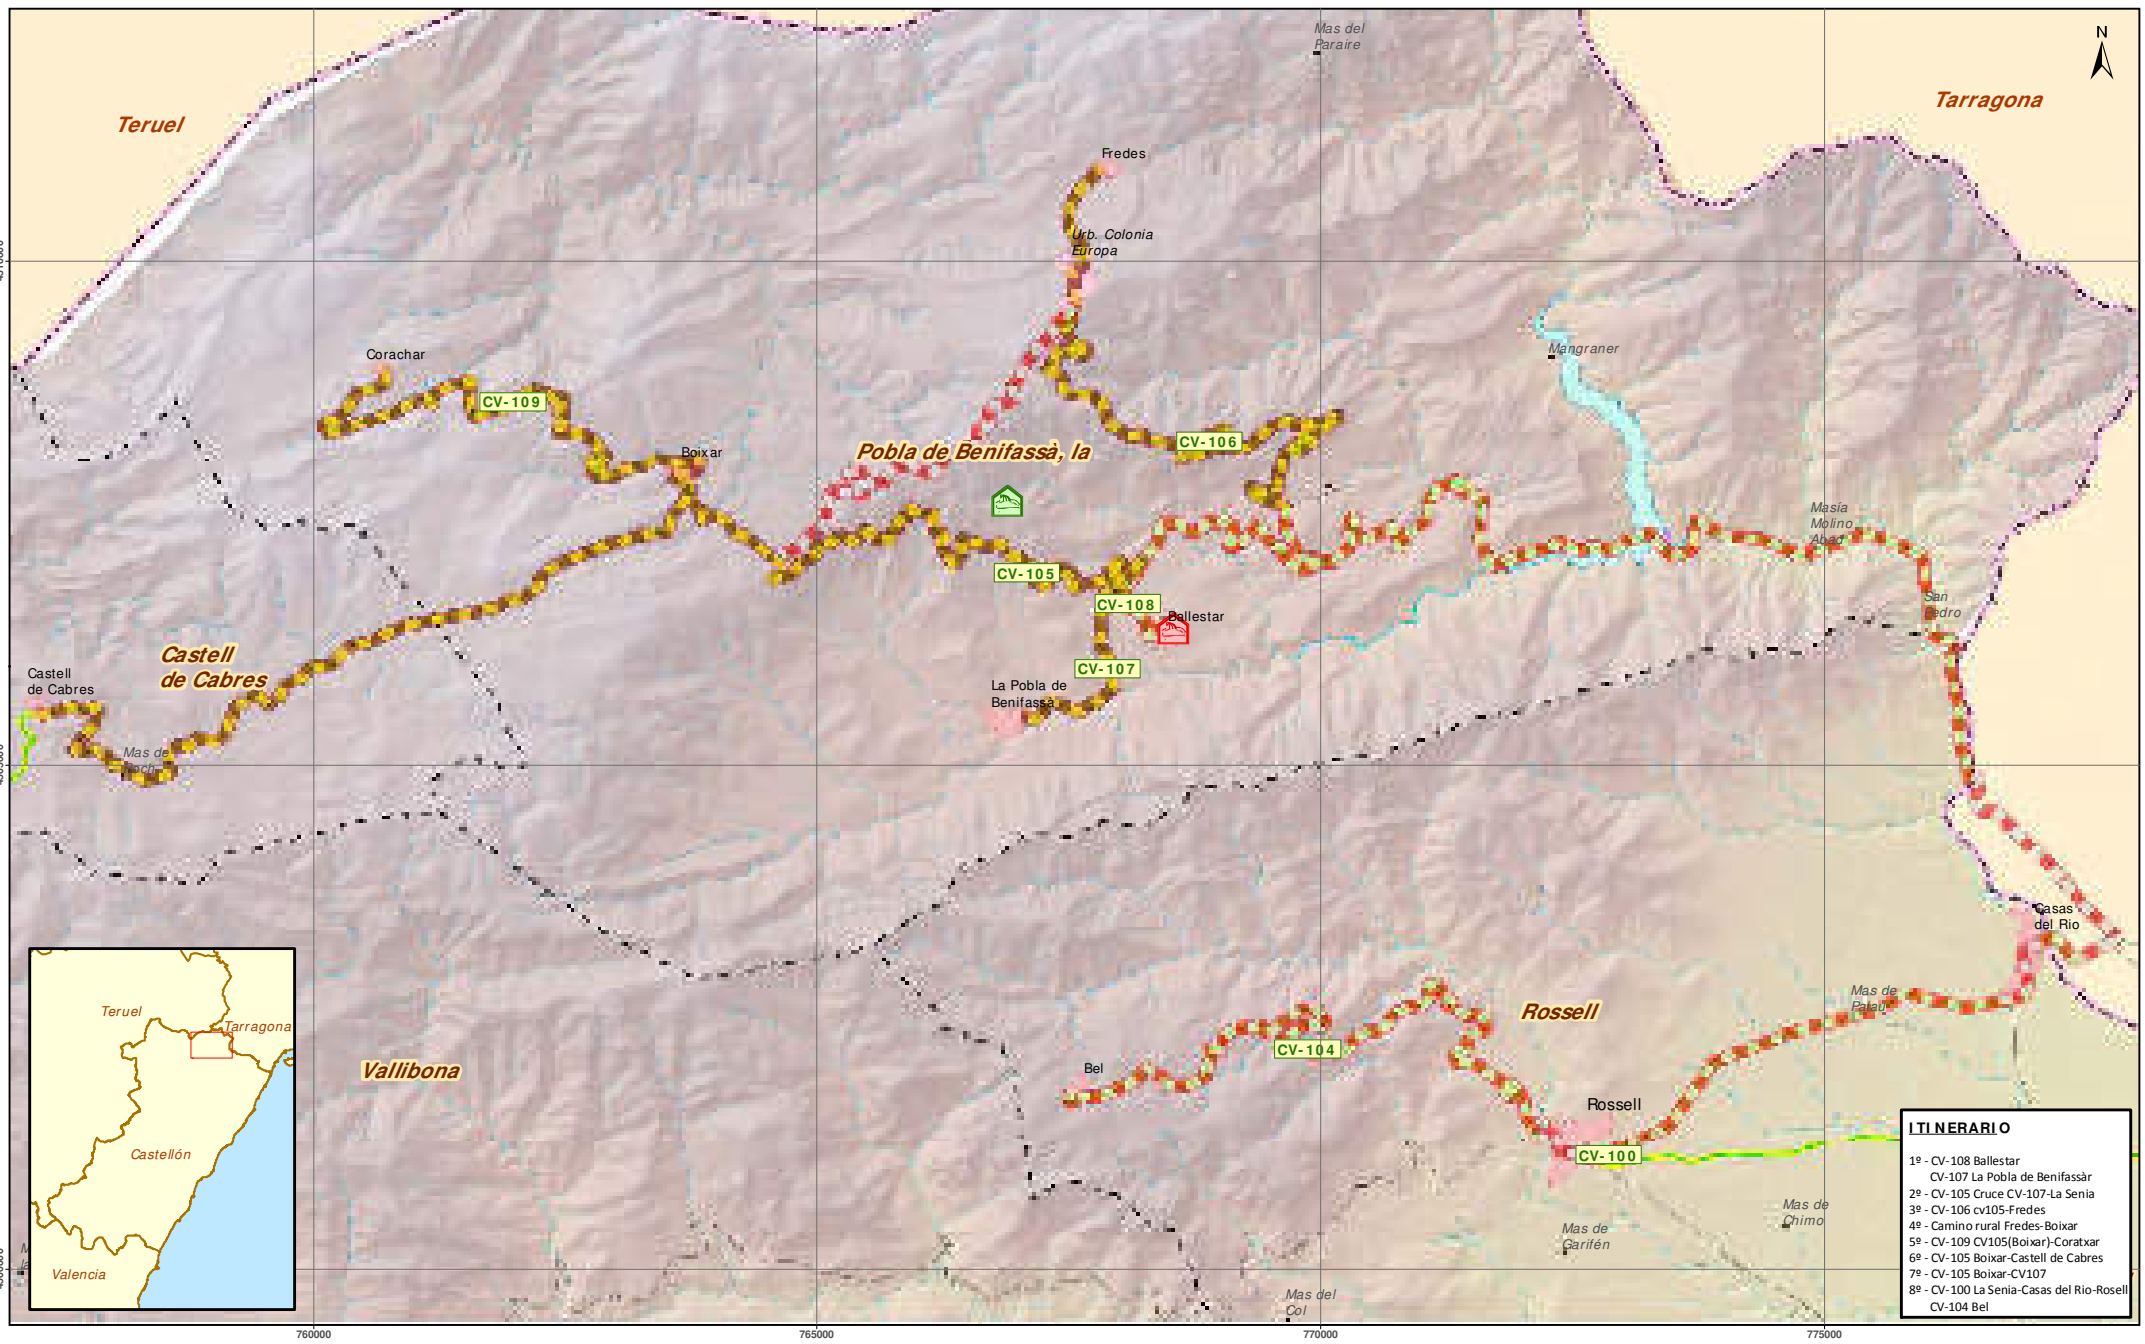 N
Mas del
Paraire
Teruel
Tarragona
Fredes
Urb. Colonia
Europa
Corachar
Mangraner
CV-109
CV-106
Boixar
Pobla de Benifassà, la
Masía
Molino
Abad
CV-105
CV-108
Ballestar
San
Pedro
CV-107
Castell
de Cabres
Castell
de Cabres
La Pobla de
Benifassà
Mas de
Casas
del Rio
Mas de
Palau
Rossell
CV-104
Bel
Vallibona
Rossell
CV-100
Mas de
Chimo
Mas de
Garifén
Mas del
Col
Teruel
Tarragona
Castellón
Valencia
ITINERARIO
1º - CV-108 Ballestar
CV-107 La Pobla de Benifassàr
2º - CV-105 Cruce CV-107-La Senia
3º - CV-106 cv105-Fredes
4º - Camino rural Fredes-Boixar
5º - CV-109 CV105(Boixar)-Coratxar
6º - CV-105 Boixar-Castell de Cabres
7º - CV-105 Boixar-CV107
8º - CV-100 La Senia-Casas del Rio-Rosell
CV-104 Bel
760000
765000
770000
775000